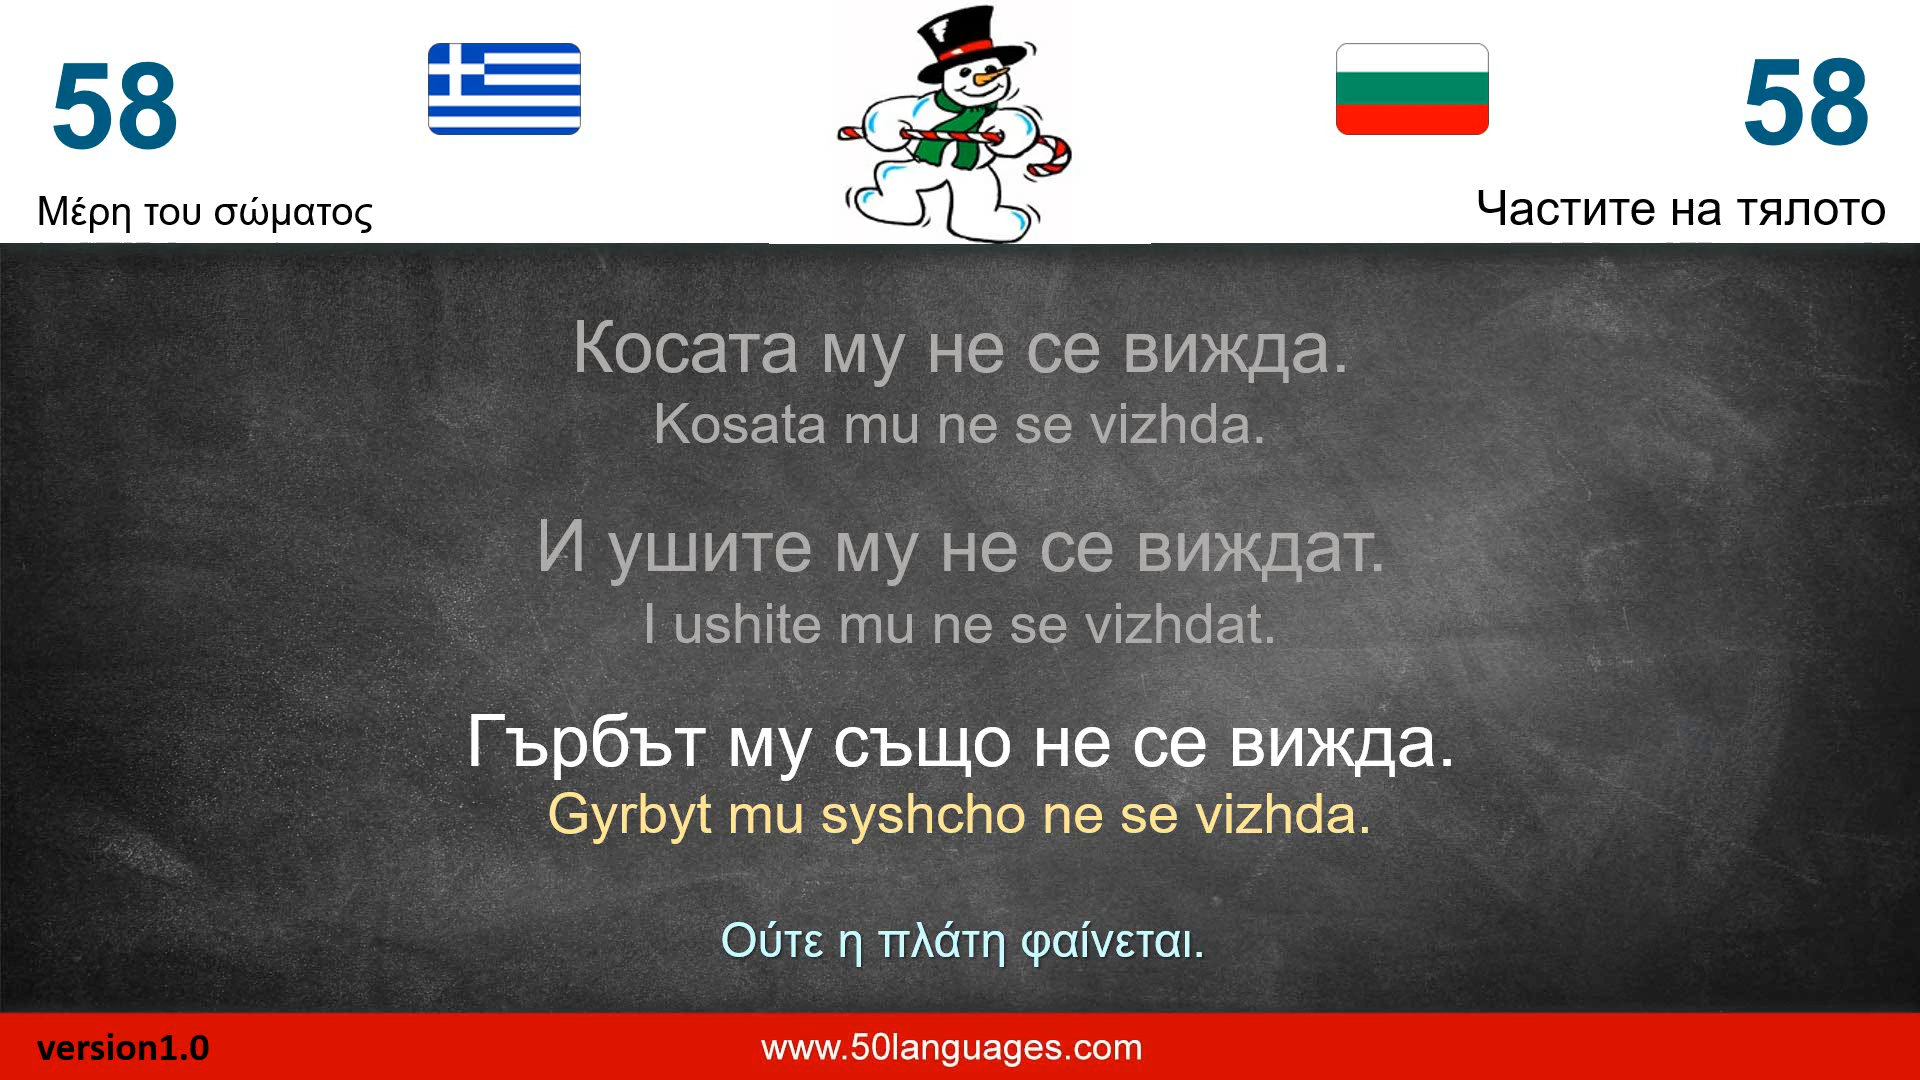 58
58
Μέρη του σώματος
Частите на тялото
Косата му не се вижда.
Kosata mu ne se vizhda.
И ушите му не се виждат.
I ushite mu ne se vizhdat.
Гърбът му също не се вижда.
Gyrbyt mu syshcho ne se vizhda.
Ούτε η πλάτη φαίνεται.
version1.0
www.50languages.com